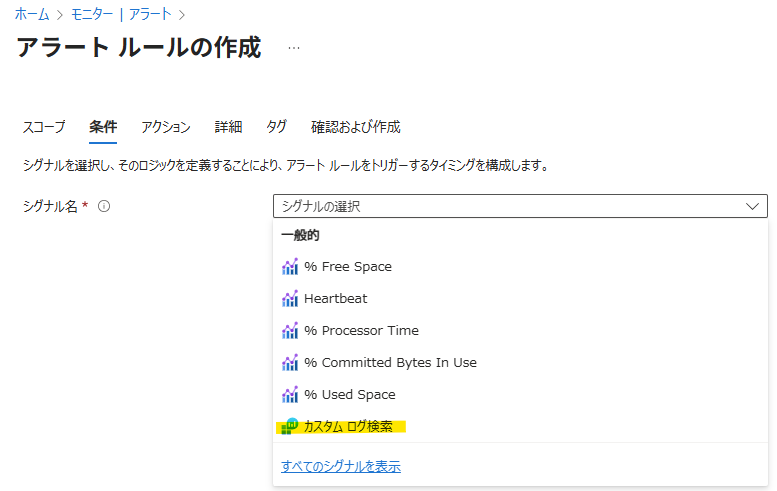 ホーム > モニター | アラート >
アラート ルールの作成 ...
スコープ 条件 アクション 詳細 タグ 確認および作成
シグナルを選択し、そのロジックを定義することにより、アラート ルールをトリガーするタイミングを構成します。
シグナル名 * シグナルの選択
一般的
% Free Space
Heartbeat
% Processor Time
% Committed Bytes In Use
% Used Space
カスタム ログ検索
すべてのシグナルを表示